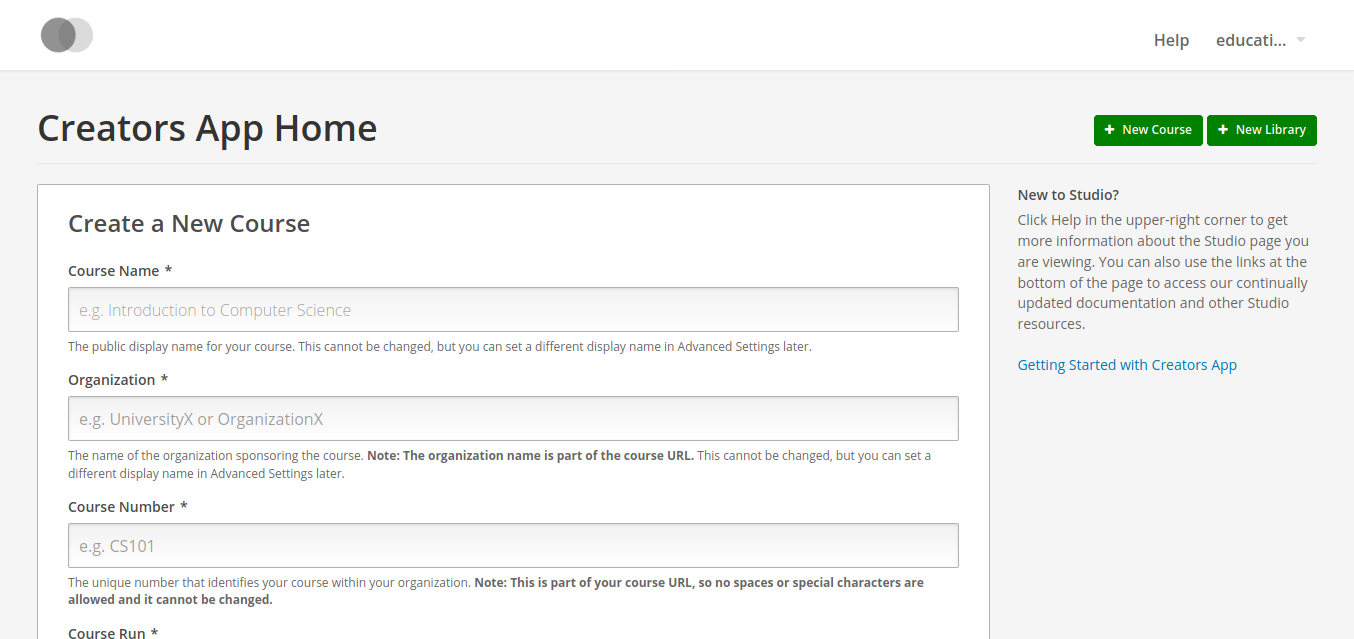 Help
educati...
Creators App Home
+ New Course
+ New Library
Create a New Course
Course Name *
e.g. Introduction to Computer Science
The public display name for your course. This cannot be changed, but you can set a different display name in Advanced Settings later.
Organization *
e.g. UniversityX or OrganizationX
The name of the organization sponsoring the course. Note: The organization name is part of the course URL. This cannot be changed, but you can set a
different display name in Advanced Settings later.
Course Number *
e.g. CS101
The unique number that identifies your course within your organization. Note: This is part of your course URL, so no spaces or special characters are
allowed and it cannot be changed.
Course Run *
New to Studio?
Click Help in the upper-right corner to get
more information about the Studio page you
are viewing. You can also use the links at the
bottom of the page to access our continually
updated documentation and other Studio
resources.
Getting Started with Creators App